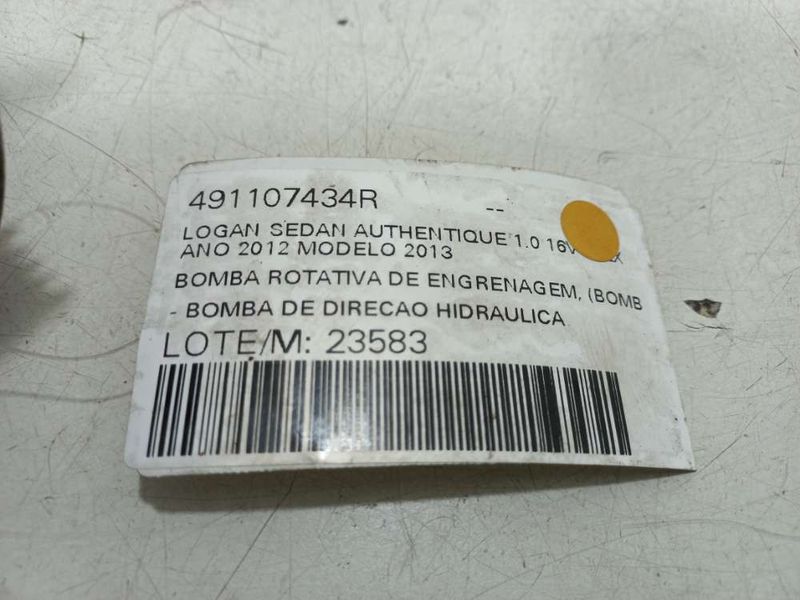 491107434R --
LOGAN SEDAN AUTHENTIQUE 1.0 16V
ANO 2012 MODELO 2013
BOMBA ROTATIVA DE ENGRENAGEM, (BOMB
- BOMBA DE DIRECAO HIDRAULICA
LOTE/M: 23583